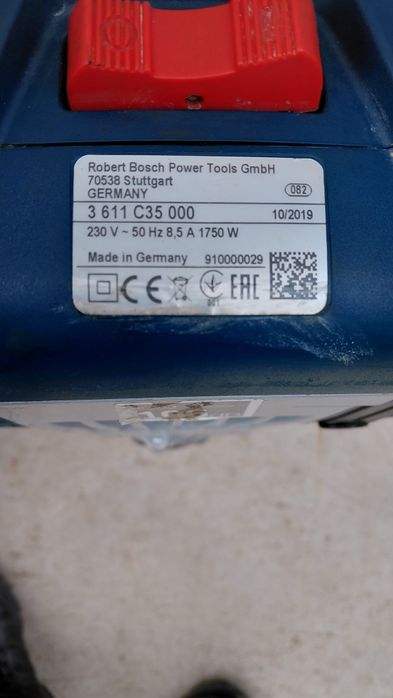 Robert Bosch Power Tools GmbH
70538 Stuttgart
GERMANY
082
3 611 C35 000
10/2019
230 V ~ 50 Hz 8,5 A 1750 W
Made in Germany
910000029
CE
EAC